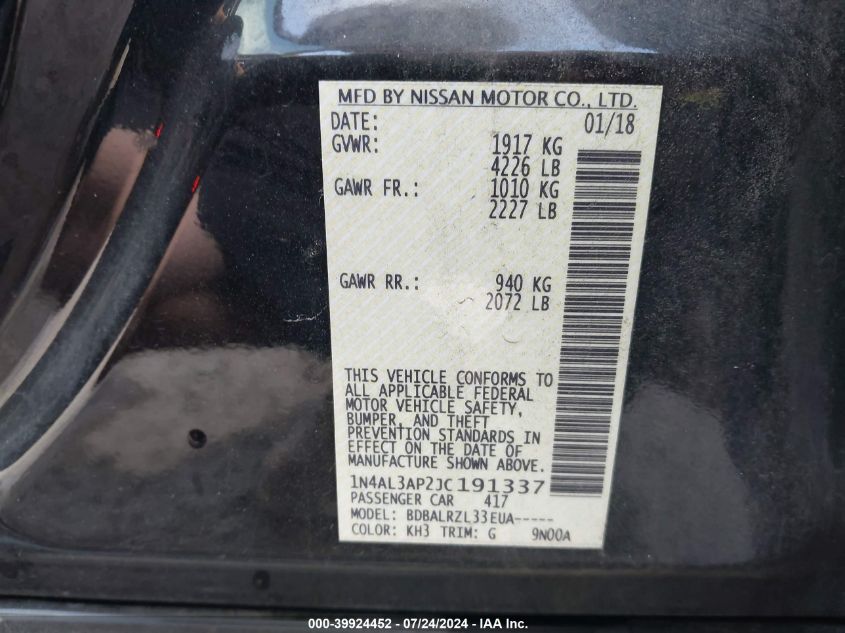 MFD BY NISSAN MOTOR CO., LTD.
DATE: 01/18
GVWR: 1917 KG
4226 LB
GAWR FR.: 1010 KG
2227 LB
GAWR RR.: 940 KG
2072 LB
THIS VEHICLE CONFORMS TO
ALL APPLICABLE FEDERAL
MOTOR VEHICLE SAFETY,
BUMPER, AND THEFT
PREVENTION STANDARDS IN
EFFECT ON THE DATE OF
MANUFACTURE SHOWN ABOVE.
1N4AL3AP2JC191337
PASSENGER CAR 417
MODEL: BDBALRZL33EUA-----
COLOR: KH3 TRIM: G 9N00A
000-39924452 / 07/24/2024 - IAA Inc.